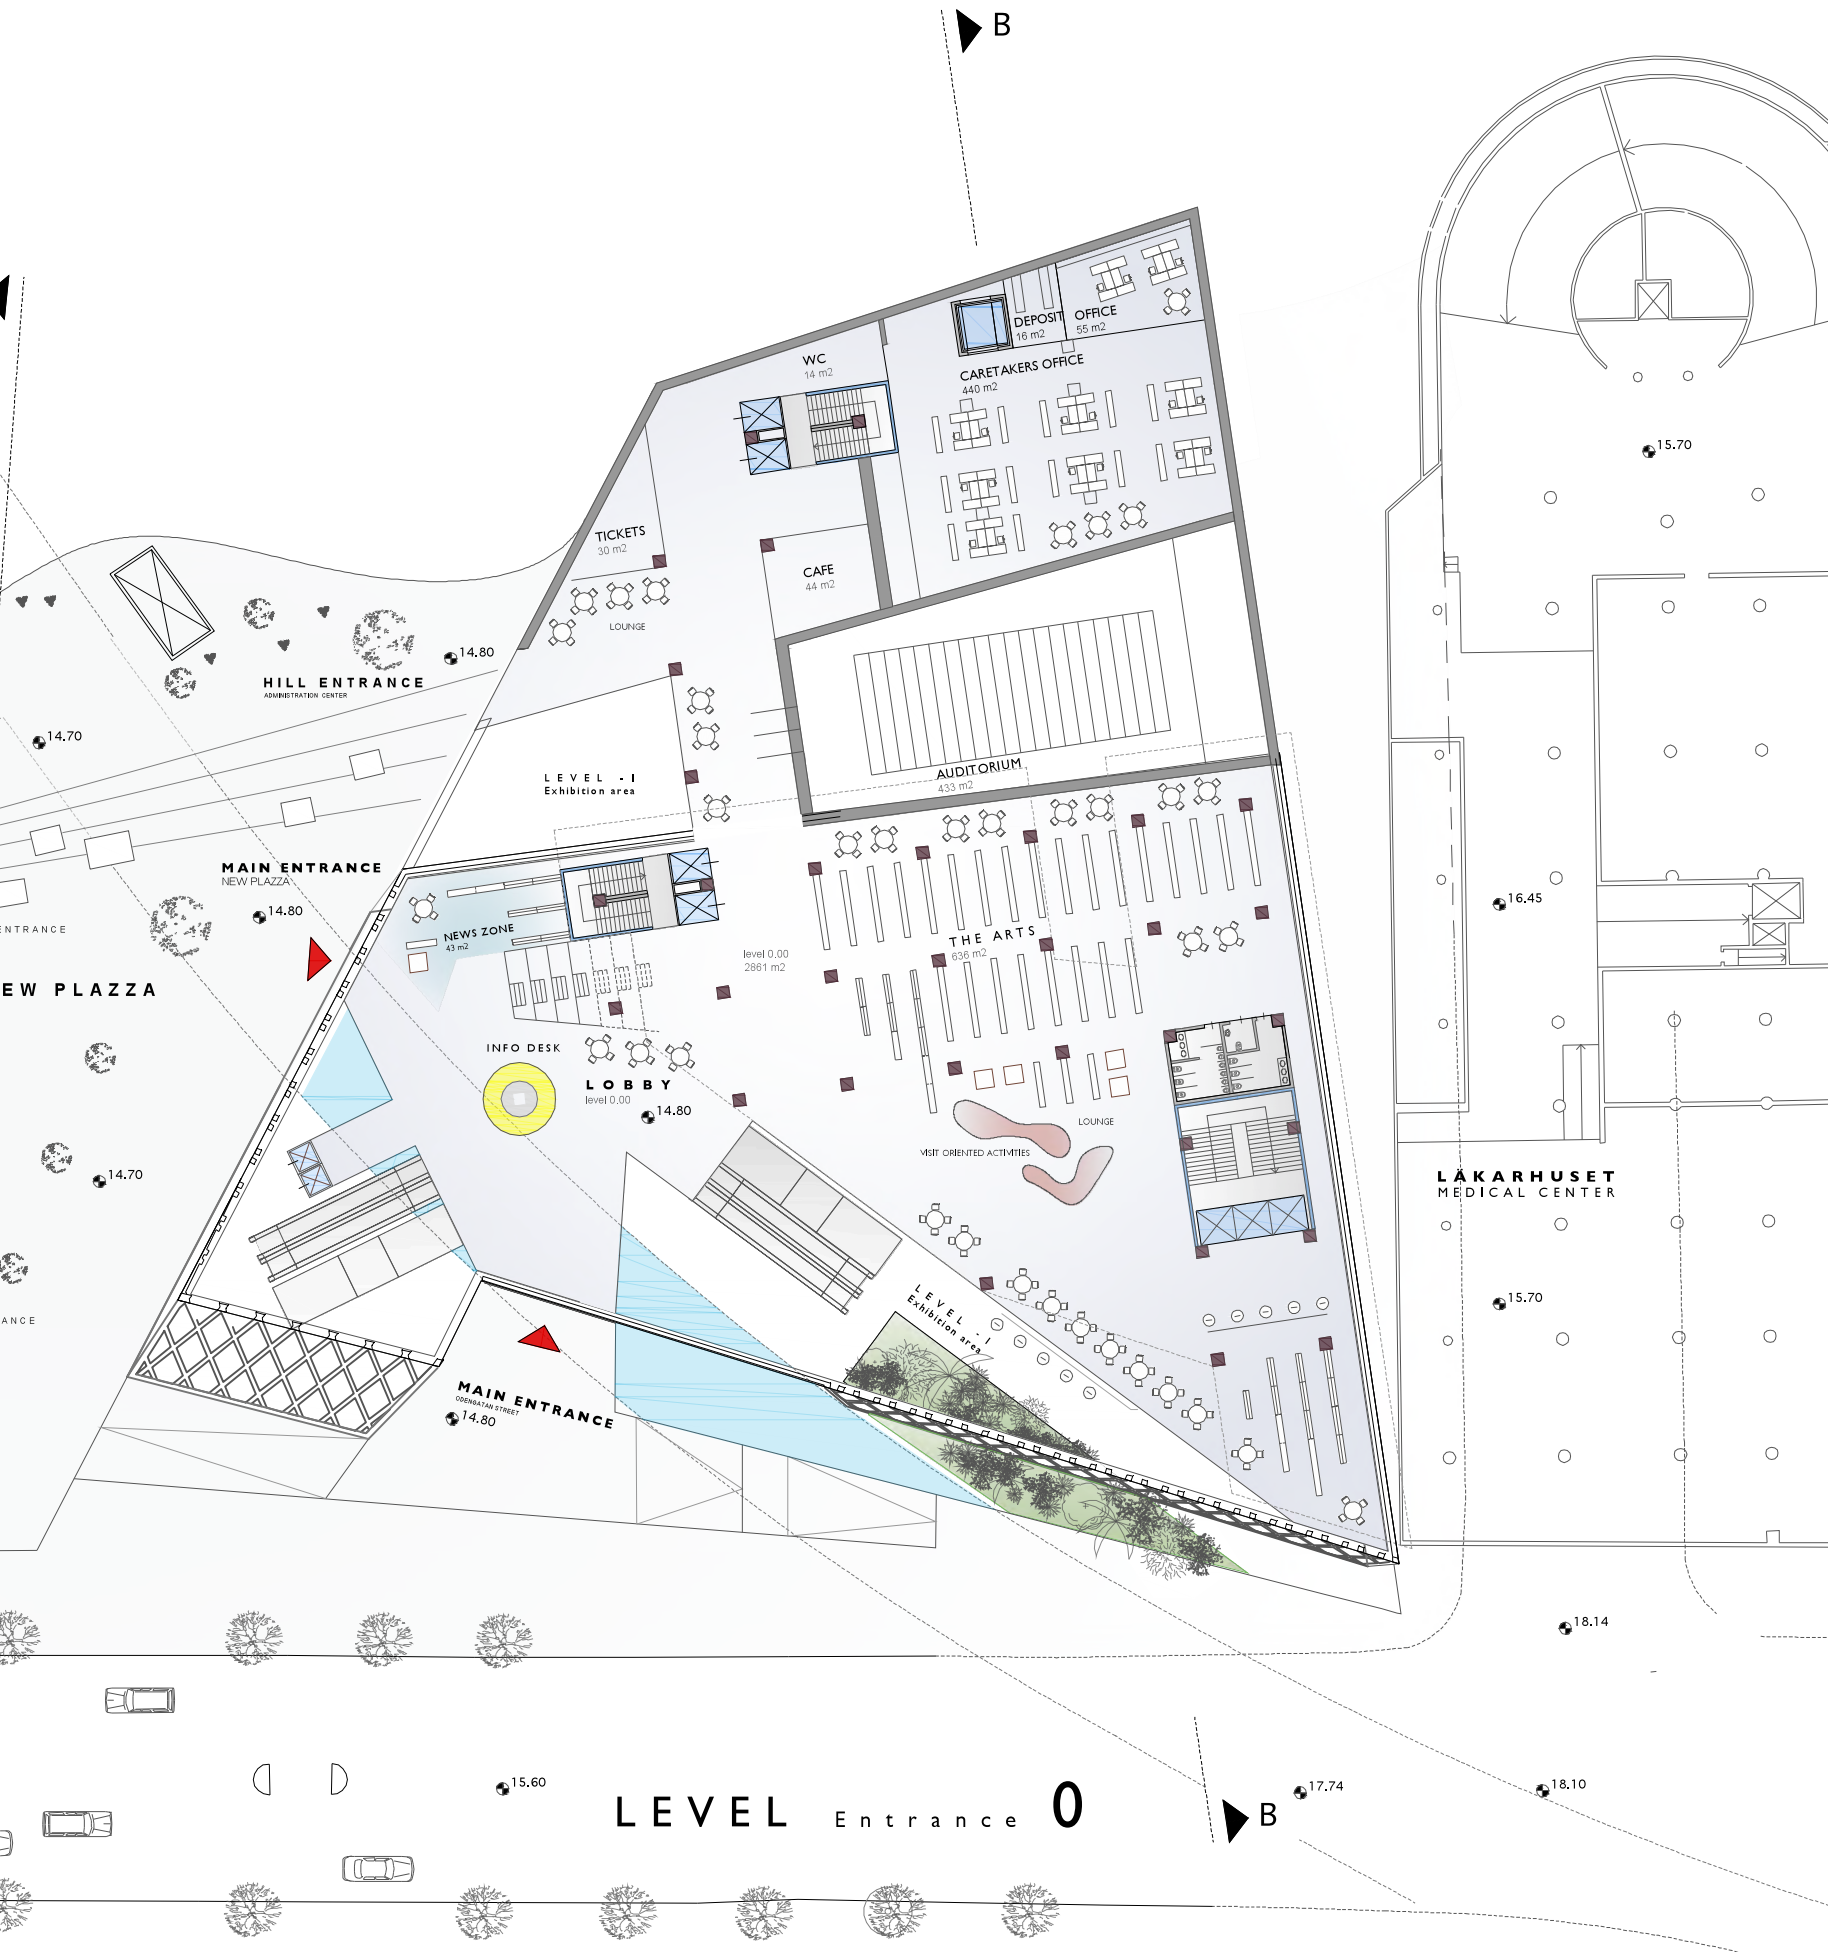 B
DEPOSIT
16 m2
OFFICE
55 m2
WC
14 m2
CARETAKERS OFFICE
440 m2
15.70
TICKETS
30 m2
CAFE
44 m2
LOUNGE
14.80
HILL ENTRANCE
ADMINISTRATION CENTER
14.70
LEVEL -1
Exhibition area
AUDITORIUM
433 m2
MAIN ENTRANCE
NEW PLAZZA
14.80
ENTRANCE
NEWS ZONE
43 m2
THE ARTS
636 m2
level 0.00
2861 m2
16.45
EW PLAZZA
INFO DESK
LOBBY
level 0.00
14.80
LOUNGE
VISIT ORIENTED ACTIVITIES
14.70
LÄKARHUSET
MEDICAL CENTER
LEVEL -1
Exhibition area
15.70
ANCE
MAIN ENTRANCE
ODENGATAN STREET
14.80
18.14
15.60
LEVEL Entrance 0
B
17.74
18.10